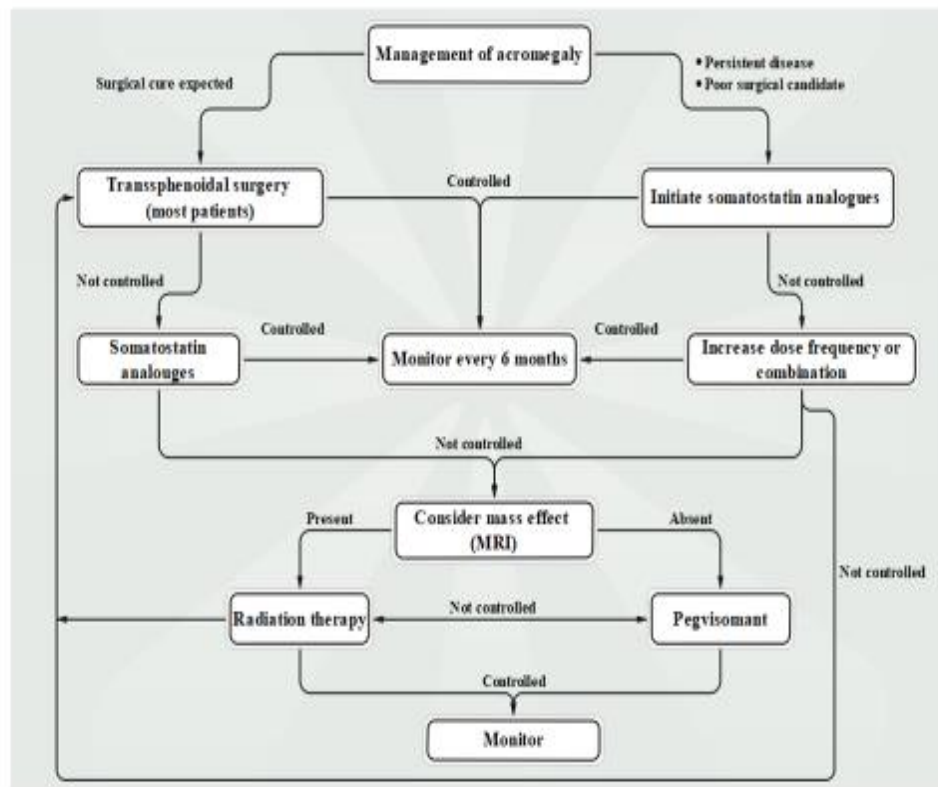 Management of acromegaly
Surgical cure expected
• Persistent disease
• Poor surgical candidate
Transsphenoidal surgery
(most patients)
Controlled
Initiate somatostatin analogues
Not controlled
Not controlled
Somatostatin
analouges
Controlled
Monitor every 6 months
Controlled
Increase dose frequency or
combination
Not controlled
Present
Consider mass effect
(MRI)
Absent
Not controlled
Radiation therapy
Not controlled
Pegvisomant
Controlled
Monitor